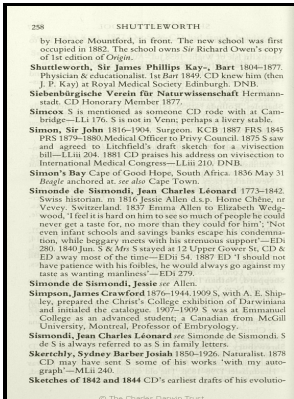 258 SHUTTLEWORTH
by Horace Mountford, in front. The new school was first
occupied in 1882. The school owns Sir Richard Owen's copy
of 1st edition of Origin.
Shuttleworth, Sir James Phillips Kay-, Bart 1804–1877.
Physician & educationalist. 1st Bart 1849. CD knew him (then
J. P. Kay) at Royal Medical Society Edinburgh. DNB.
Siebenbürgische Verein für Naturwissenschaft Hermann-
stadt. CD Honorary Member 1877.
Simcox S is mentioned as someone CD rode with at Cam-
bridge—LLi 176. S is not in Venn; perhaps a livery stable.
Simon, Sir John 1816–1904. Surgeon. KCB 1887 FRS 1845
PRS 1879–1880. Medical Officer to Privy Council. 1875 S saw
and agreed to Litchfield's draft sketch for a vivisection
bill—LLiii 204. 1881 CD praises his address on vivisection to
International Medical Congress—LLiii 210. DNB.
Simon's Bay Cape of Good Hope, South Africa. 1836 May 31
Beagle anchored at. see also Cape Town.
Simonde de Sismondi, Jean Charles Léonard 1773–1842.
Swiss historian. m 1816 Jessie Allen d.s.p. Home Chêne, nr
Vevey. Switzerland. 1837 Emma Allen to Elizabeth Wedg-
wood, 'I feel it is hard on him to see so much of people he could
never get a taste for, no more than they could for him'; 'Not
even infant schools and savings banks escape his condemna-
tion, while beggary meets with his strenuous support'—EDi
280. 1840 Jun. S & Mrs S stayed at 12 Upper Gower St, CD &
ED away most of the time—EDi 54. 1887 ED 'I should not
have patience with his foibles, he would always go against my
taste as wanting manliness'—EDi 279.
Simonde de Sismondi, Jessie see Allen.
Simpson, James Crawford 1876–1944. 1909 S, with A. E. Ship-
ley, prepared the Christ's College exhibition of Darwiniana
and initialed the catalogue. 1907–1909 S was at Emmanuel
College as an advanced student; a Canadian from McGill
University, Montreal, Professor of Embryology.
Sismondi, Jean Charles Léonard see Simonde de Sismondi. S
de S is always referred to as S in family letters.
Skertchly, Sydney Barber Josiah 1850–1926. Naturalist. 1878
CD may have sent S some of his works 'with my auto-
graph'—MLii 240.
Sketches of 1842 and 1844 CD's earliest drafts of his evolutio-
© The Charles Darwin Trust